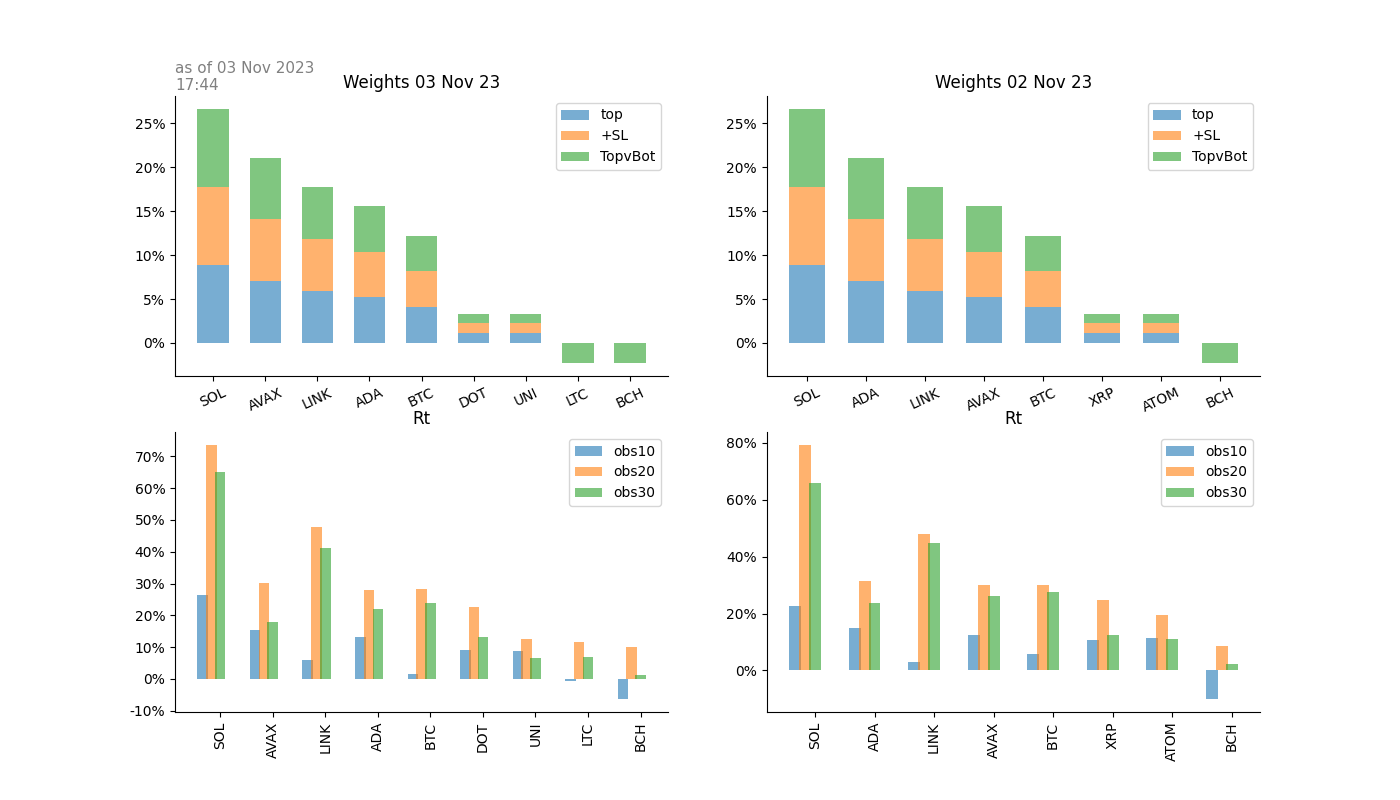 as of 03 Nov 2023
17:44
Weights 03 Nov 23
25%
20%
15%
10%
5%
0%
top
+SL
TopvBot
SOL AVAX LINK ADA BTC DOT UNI LTC BCH
Weights 02 Nov 23
25%
20%
15%
10%
5%
0%
top
+SL
TopvBot
SOL ADA LINK AVAX BTC XRP ATOM BCH
Rt
70%
60%
50%
40%
30%
20%
10%
0%
-10%
obs10
obs20
obs30
SOL AVAX LINK ADA BTC DOT UNI LTC BCH
Rt
80%
60%
40%
20%
0%
obs10
obs20
obs30
SOL ADA LINK AVAX BTC XRP ATOM BCH